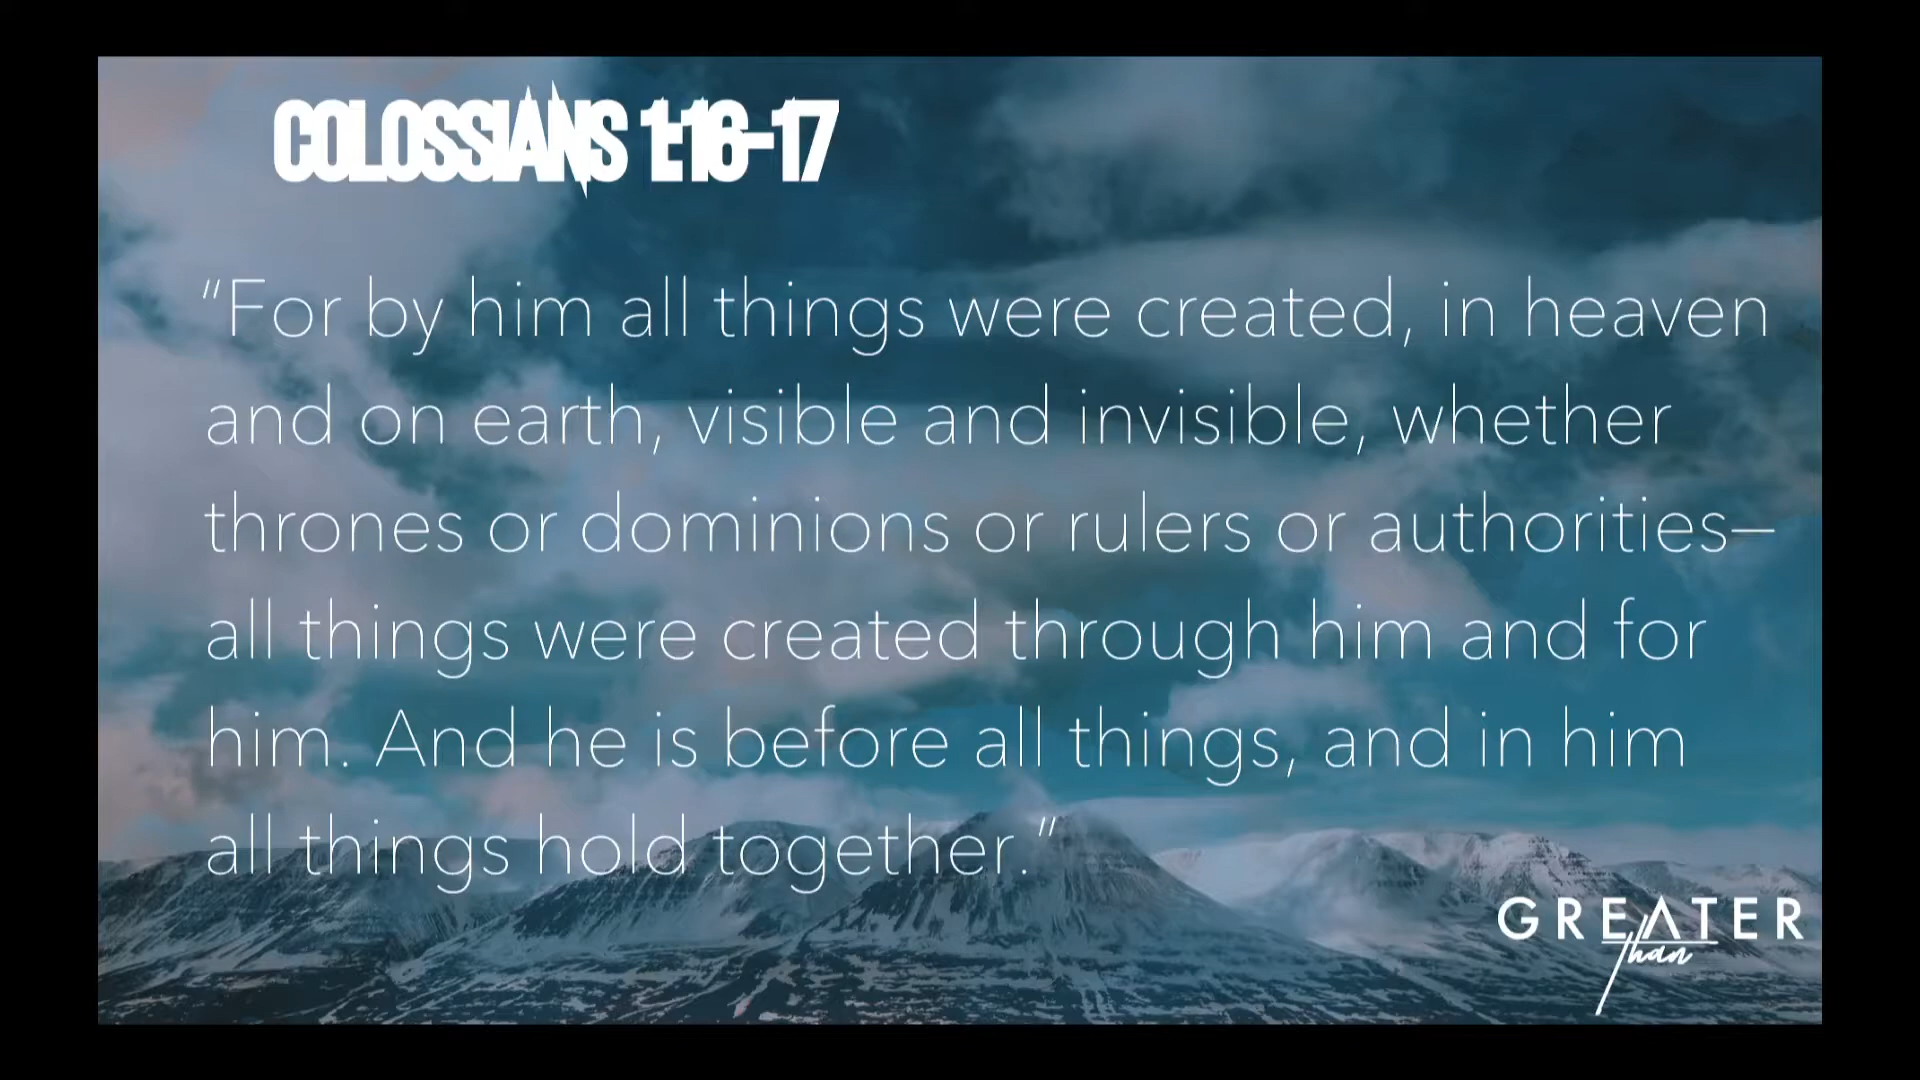 COLOSSIANS 1:16-17
“For by him all things were created, in heaven
and on earth, visible and invisible, whether
thrones or dominions or rulers or authorities—
all things were created through him and for
him. And he is before all things, and in him
all things hold together.”
GREATER
than